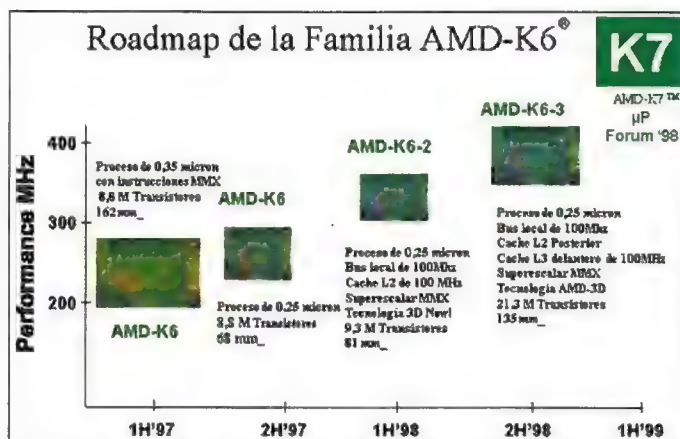 Roadmap de la Familia AMD-K6®
K7
AMD-K7™
µP
Forum '98
Performance MHz
400
300
200
Proceso de 0,35 micron
con instrucciones MMX
8,8 M Transistores
162 mm_
AMD-K6
AMD-K6
Proceso de 0,25 micron
8,8 M Transistores
68 mm_
AMD-K6-2
Proceso de 0,25 micron
Bus local de 100Mhz
Cache L2 de 100 MHz
Superescalar MMX
Tecnologia 3D Now!
9,3 M Transistores
81 mm_
AMD-K6-3
Proceso de 0,25 micron
Bus local de 100Mhz
Cache L2 Posterior
Cache L3 delantero de 100MHz
Superescalar MMX
Tecnologia AMD-3D
21,3 M Transistores
135 mm_
1H'97
2H'97
1H'98
2H'98
1H'99